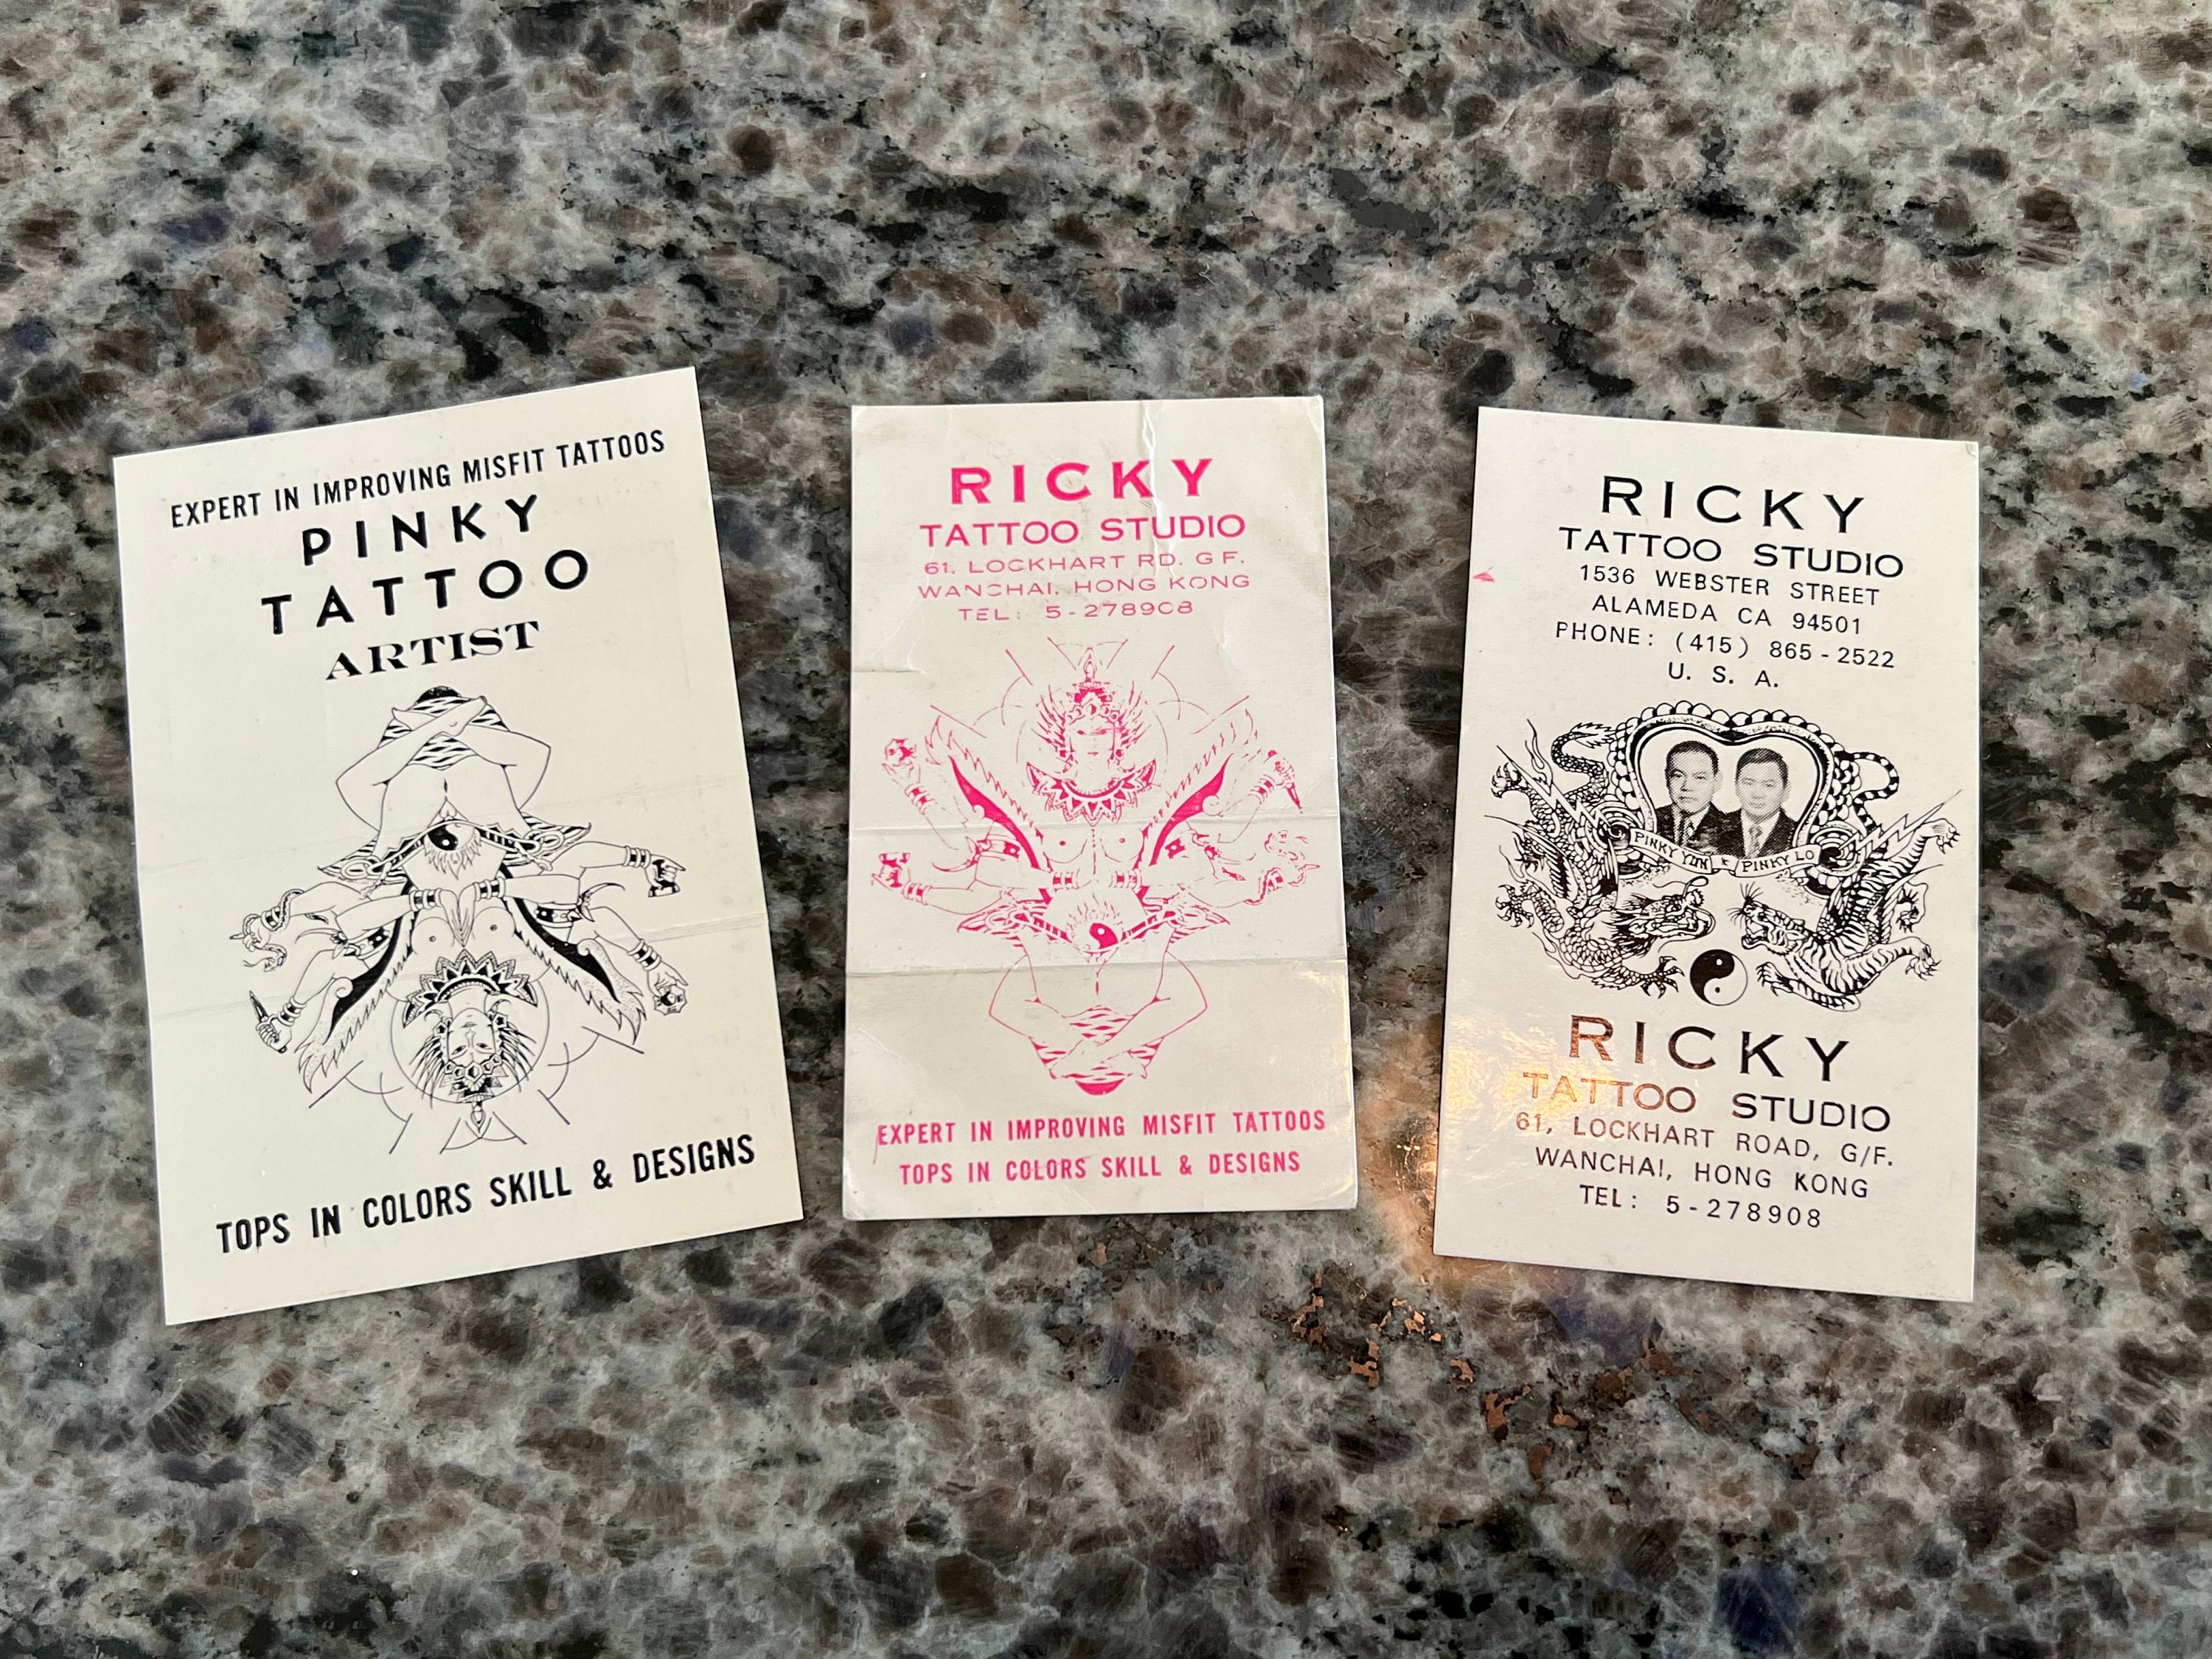 EXPERT IN IMPROVING MISFIT TATTOOS
PINKY
TATTOO
ARTIST
TOPS IN COLORS SKILL & DESIGNS
RICKY
TATTOO STUDIO
61, LOCKHART RD. G F.
WANCHAI, HONG KONG
TEL: 5-278908
EXPERT IN IMPROVING MISFIT TATTOOS
TOPS IN COLORS SKILL & DESIGNS
RICKY
TATTOO STUDIO
1536 WEBSTER STREET
ALAMEDA CA 94501
PHONE: (415) 865-2522
U. S. A.
PINKY YUN & PINKY LO
RICKY
TATTOO STUDIO
61, LOCKHART ROAD, G/F.
WANCHAI, HONG KONG
TEL: 5-278908